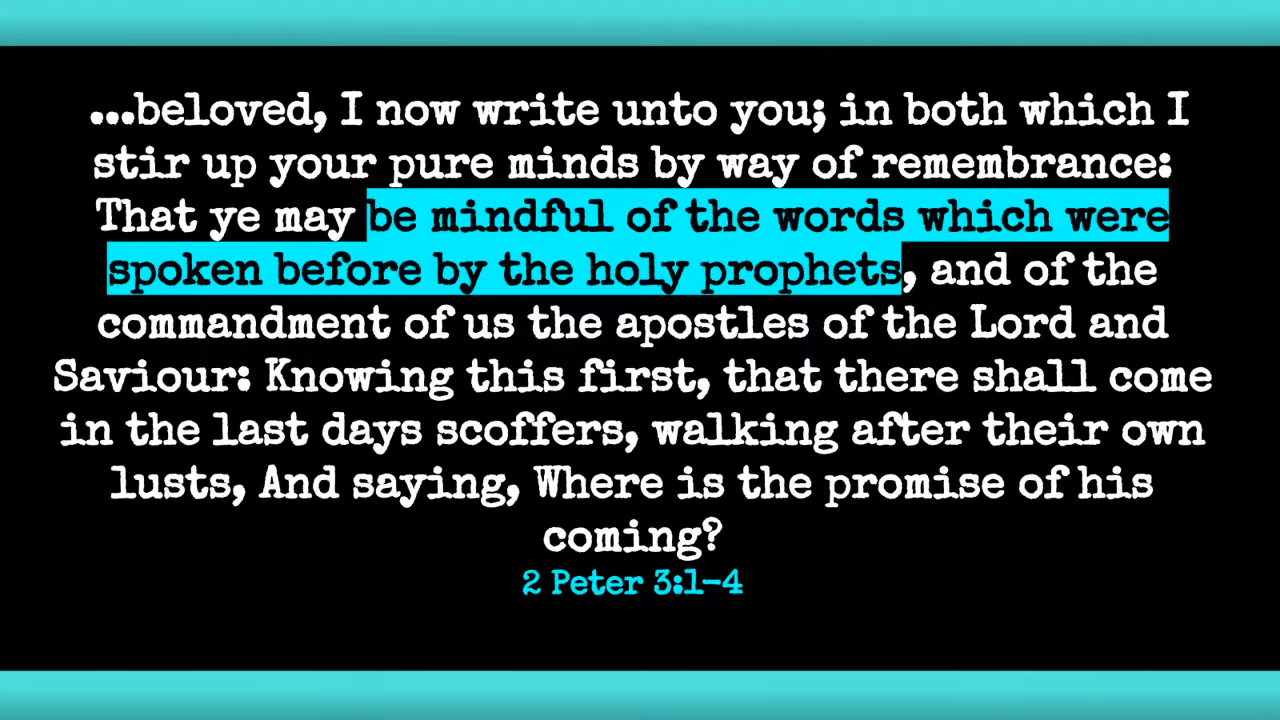 ...beloved, I now write unto you; in both which I
stir up your pure minds by way of remembrance:
That ye may be mindful of the words which were
spoken before by the holy prophets, and of the
commandment of us the apostles of the Lord and
Saviour: Knowing this first, that there shall come
in the last days scoffers, walking after their own
lusts, And saying, Where is the promise of his
coming?
2 Peter 3:1-4